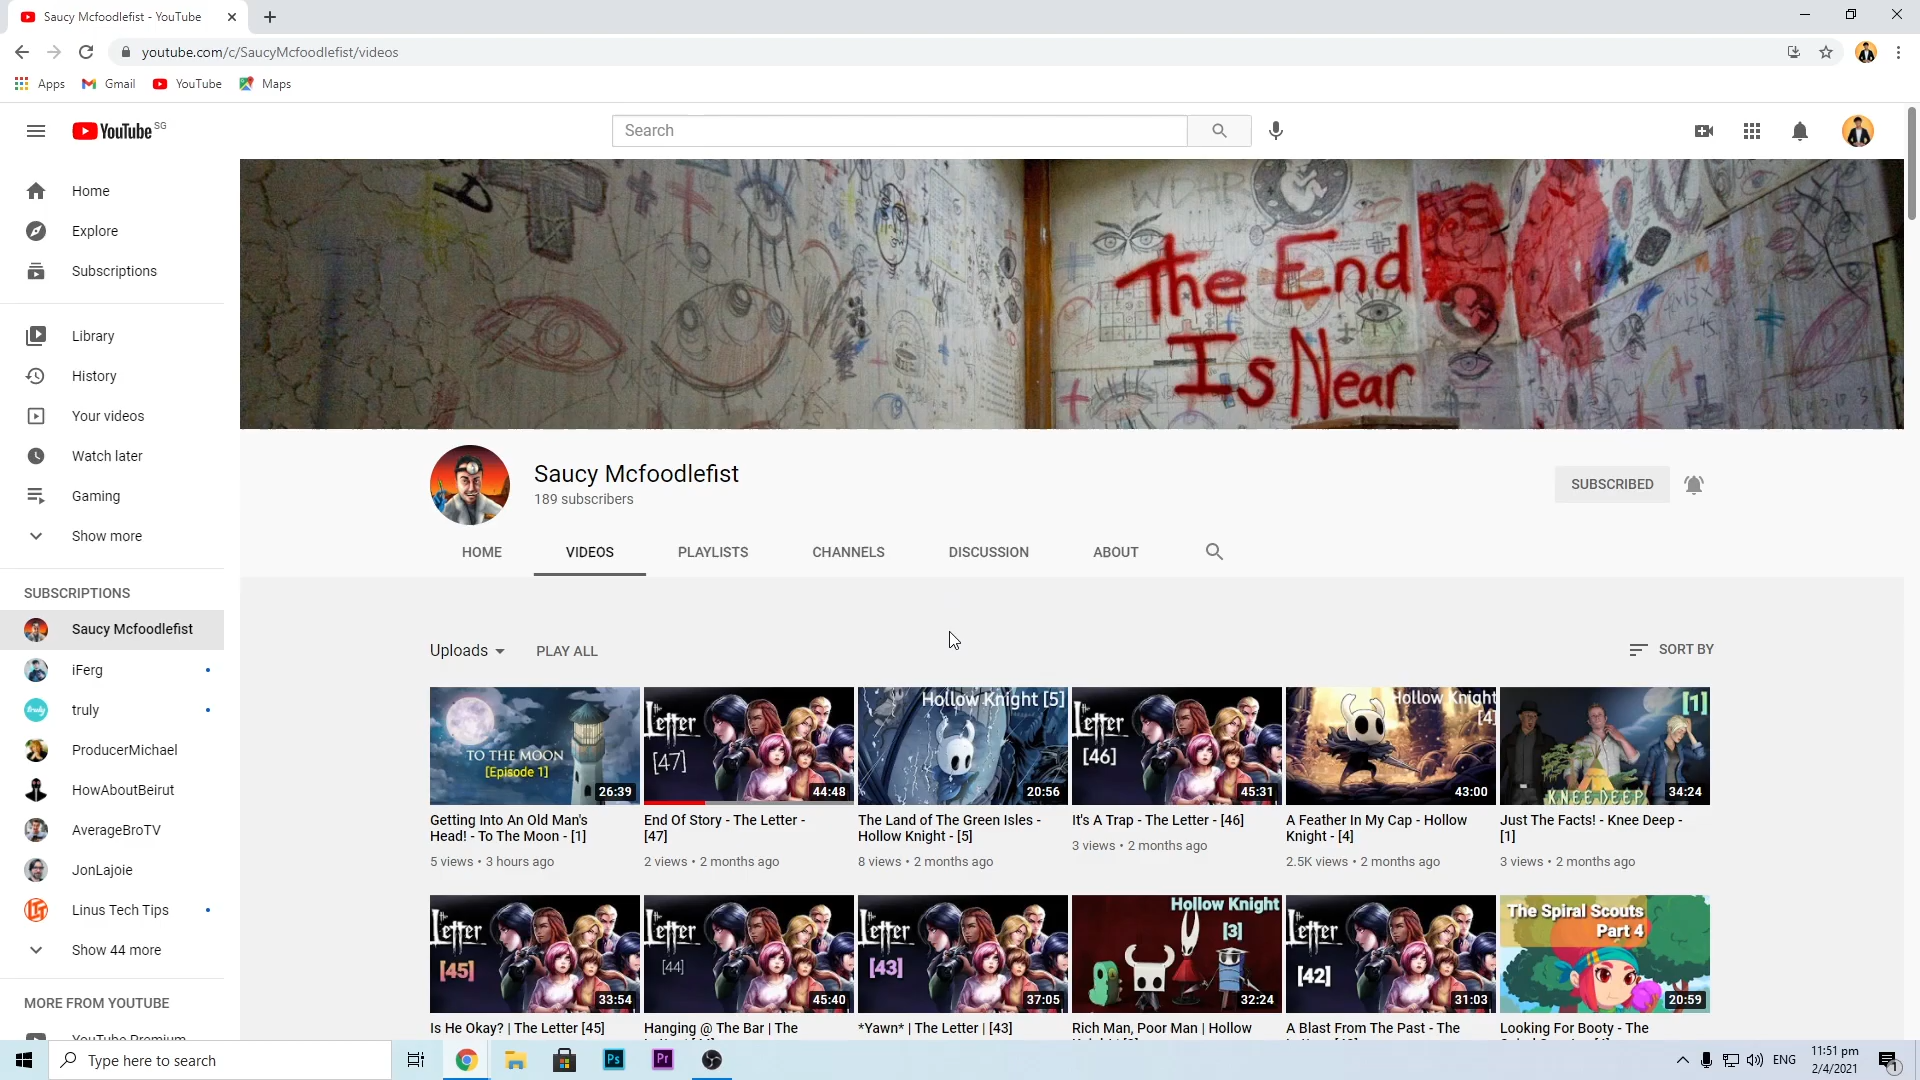 Saucy Mcfoodlefist - YouTube
youtube.com/c/SaucyMcfoodlefist/videos
Apps
Gmail
YouTube
Maps
YouTube SG
Search
Home
Explore
Subscriptions
Library
History
Your videos
Watch later
Gaming
Show more
SUBSCRIPTIONS
Saucy Mcfoodlefist
iFerg
truly
ProducerMichael
HowAboutBeirut
AverageBroTV
JonLajoie
Linus Tech Tips
Show 44 more
MORE FROM YOUTUBE
The End
Is Near
Saucy Mcfoodlefist
189 subscribers
SUBSCRIBED
HOME
VIDEOS
PLAYLISTS
CHANNELS
DISCUSSION
ABOUT
Uploads
PLAY ALL
SORT BY
TO THE MOON
[Episode 1]
26:39
Getting Into An Old Man's
Head! - To The Moon - [1]
5 views • 3 hours ago
the Letter
[47]
44:48
End Of Story - The Letter -
[47]
2 views • 2 months ago
Hollow Knight [5]
20:56
The Land of The Green Isles -
Hollow Knight - [5]
8 views • 2 months ago
the Letter
[46]
45:31
It's A Trap - The Letter - [46]
3 views • 2 months ago
Hollow Knight
[4]
43:00
A Feather In My Cap - Hollow
Knight - [4]
2.5K views • 2 months ago
[1]
KNEE DEEP
34:24
Just The Facts! - Knee Deep -
[1]
3 views • 2 months ago
the Letter
[45]
33:54
Is He Okay? | The Letter [45]
the Letter
[44]
45:40
Hanging @ The Bar | The
the Letter
[43]
37:05
*Yawn* | The Letter | [43]
Hollow Knight
[3]
32:24
Rich Man, Poor Man | Hollow
the Letter
[42]
31:03
A Blast From The Past - The
The Spiral Scouts
Part 4
20:59
Looking For Booty - The
Type here to search
Ps
Pr
ENG
11:51 pm
2/4/2021
1